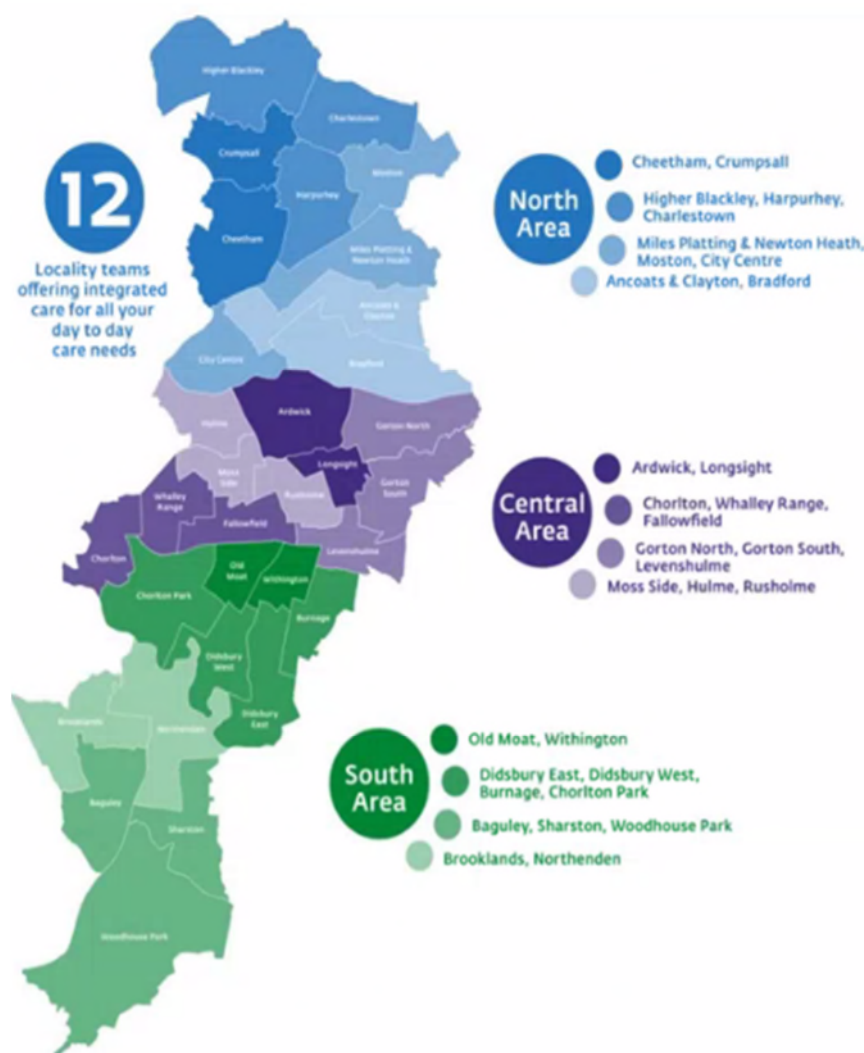 Higher Blackley
Charlestown
Crumpsall
Moston
Harpurhey
Cheetham
Miles Platting &
Newton Heath
Ancoats &
Clayton
City Centre
Bradford
12
Locality teams
offering integrated
care for all your
day to day
care needs
North
Area
Cheetham, Crumpsall
Higher Blackley, Harpurhey,
Charlestown
Miles Platting & Newton Heath,
Moston, City Centre
Ancoats & Clayton, Bradford
Hulme
Ardwick
Gorton North
Longsight
Moss
Side
Rusholme
Gorton
South
Whalley
Range
Fallowfield
Levenshulme
Chorlton
Central
Area
Ardwick, Longsight
Chorlton, Whalley Range,
Fallowfield
Gorton North, Gorton South,
Levenshulme
Moss Side, Hulme, Rusholme
Old
Moat
Withington
Chorlton Park
Burnage
Didsbury
West
Didsbury
East
Brooklands
Northenden
Baguley
Sharston
Woodhouse Park
South
Area
Old Moat, Withington
Didsbury East, Didsbury West,
Burnage, Chorlton Park
Baguley, Sharston, Woodhouse Park
Brooklands, Northenden